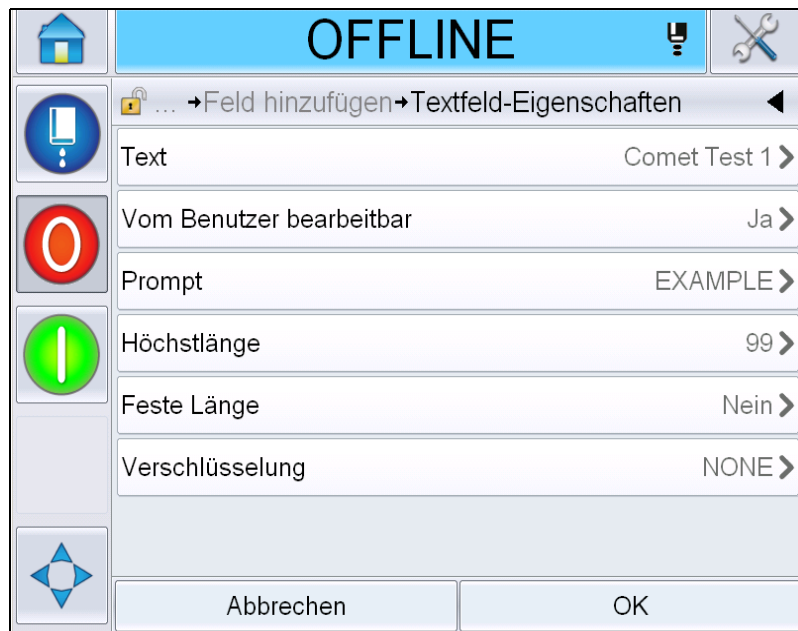 OFFLINE
... →Feld hinzufügen→Textfeld-Eigenschaften
Text Comet Test 1
Vom Benutzer bearbeitbar Ja
Prompt EXAMPLE
Höchstlänge 99
Feste Länge Nein
Verschlüsselung NONE
Abbrechen OK